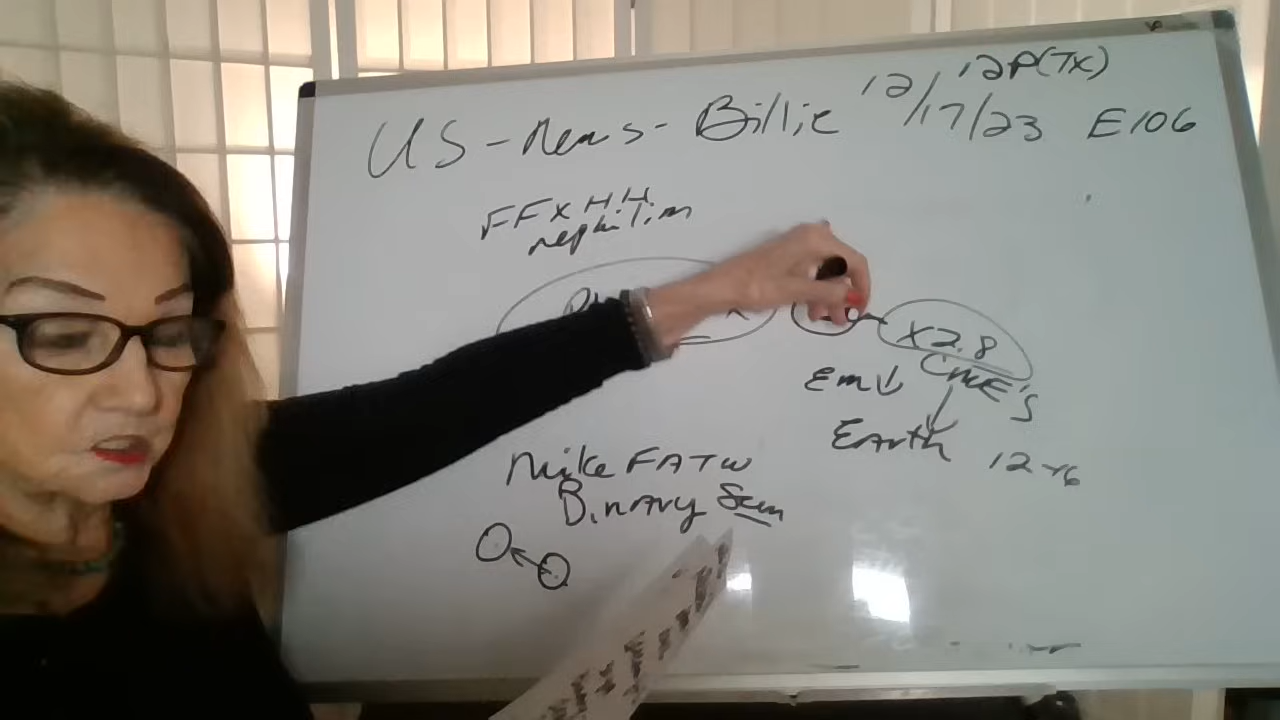 12P(Tx)
US-News-Billie 12/17/23 E106
FFxHH
nephilim
X2.8
Em↓ CME's
Earth 12-16
Mike FATW
Binary Sun